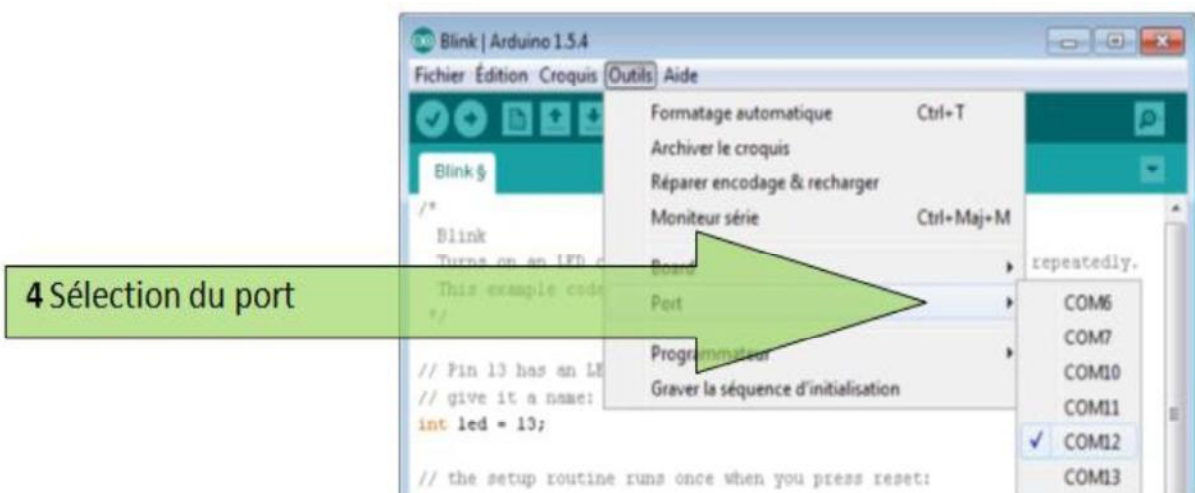 Blink | Arduino 1.5.4
Fichier Édition Croquis Outils Aide
Formatage automatique Ctrl+T
Archiver le croquis
Blink §
Réparer encodage & recharger
Moniteur série Ctrl+Maj+M
/*
Blink
Turns on an LED repeatedly.
Board
This example code
Port
*/
4 Sélection du port
COM6
COM7
Programmateur
COM10
// Pin 13 has an
Graver la séquence d'initialisation
// give it a name:
COM11
int led = 13;
COM12
COM13
// the setup routine runs once when you press reset: